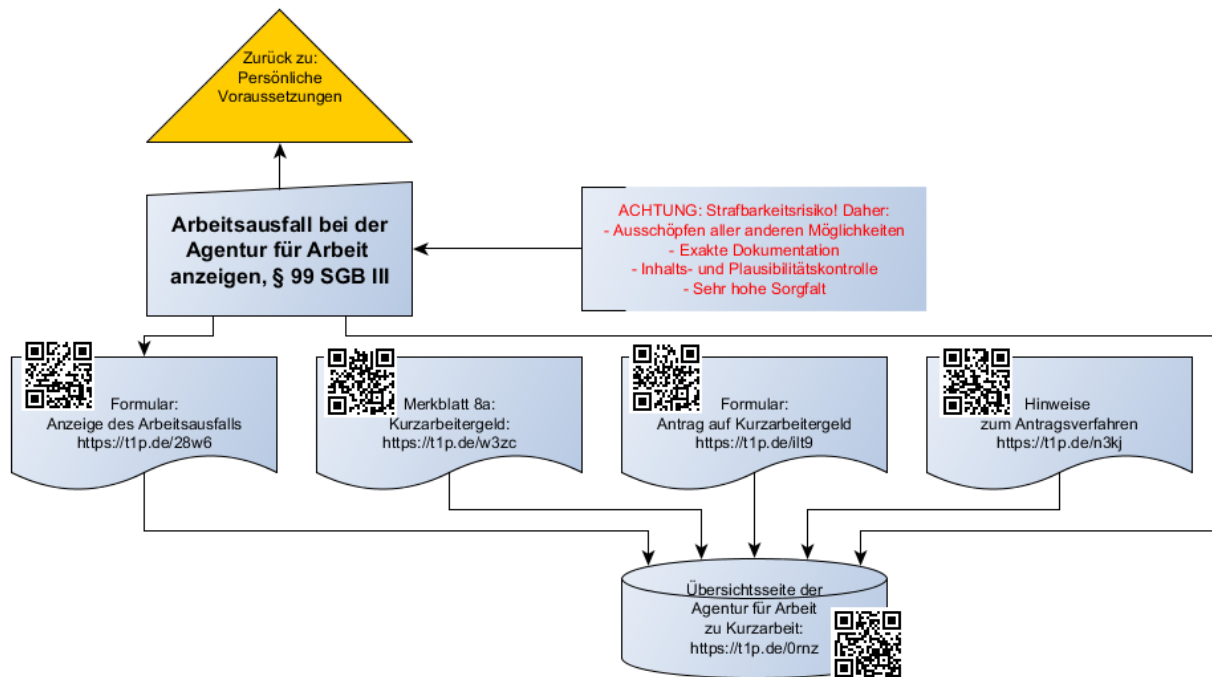 Zurück zu:
Persönliche
Voraussetzungen
Arbeitsausfall bei der
Agentur für Arbeit
anzeigen, § 99 SGB III
ACHTUNG: Strafbarkeitsrisiko! Daher:
- Ausschöpfen aller anderen Möglichkeiten
- Exakte Dokumentation
- Inhalts- und Plausibilitätskontrolle
- Sehr hohe Sorgfalt
Formular:
Anzeige des Arbeitsausfalls
https://t1p.de/28w6
Merkblatt 8a:
Kurzarbeitergeld:
https://t1p.de/w3zc
Formular:
Antrag auf Kurzarbeitergeld
https://t1p.de/ilt9
Hinweise
zum Antragsverfahren
https://t1p.de/n3kj
Übersichtsseite der
Agentur für Arbeit
zu Kurzarbeit:
https://t1p.de/0rnz